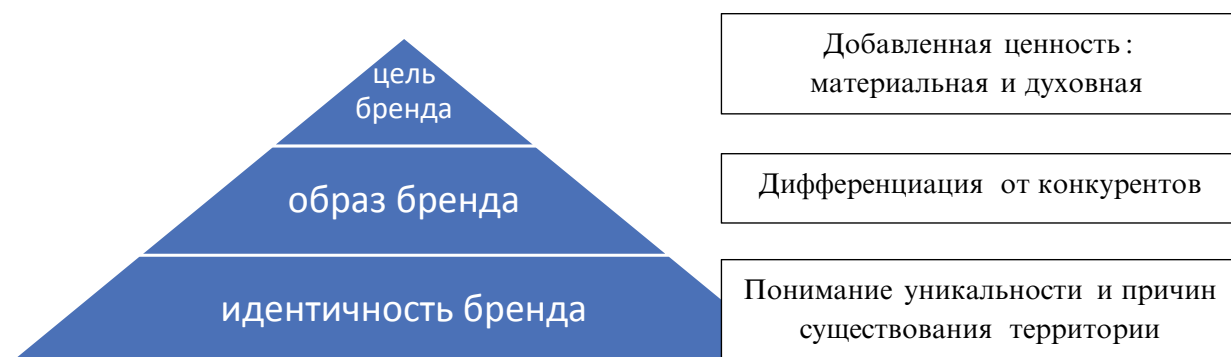 цель
бренда
Добавленная ценность:
материальная и духовная
образ бренда
Дифференциация от конкурентов
идентичность бренда
Понимание уникальности и причин
существования территории